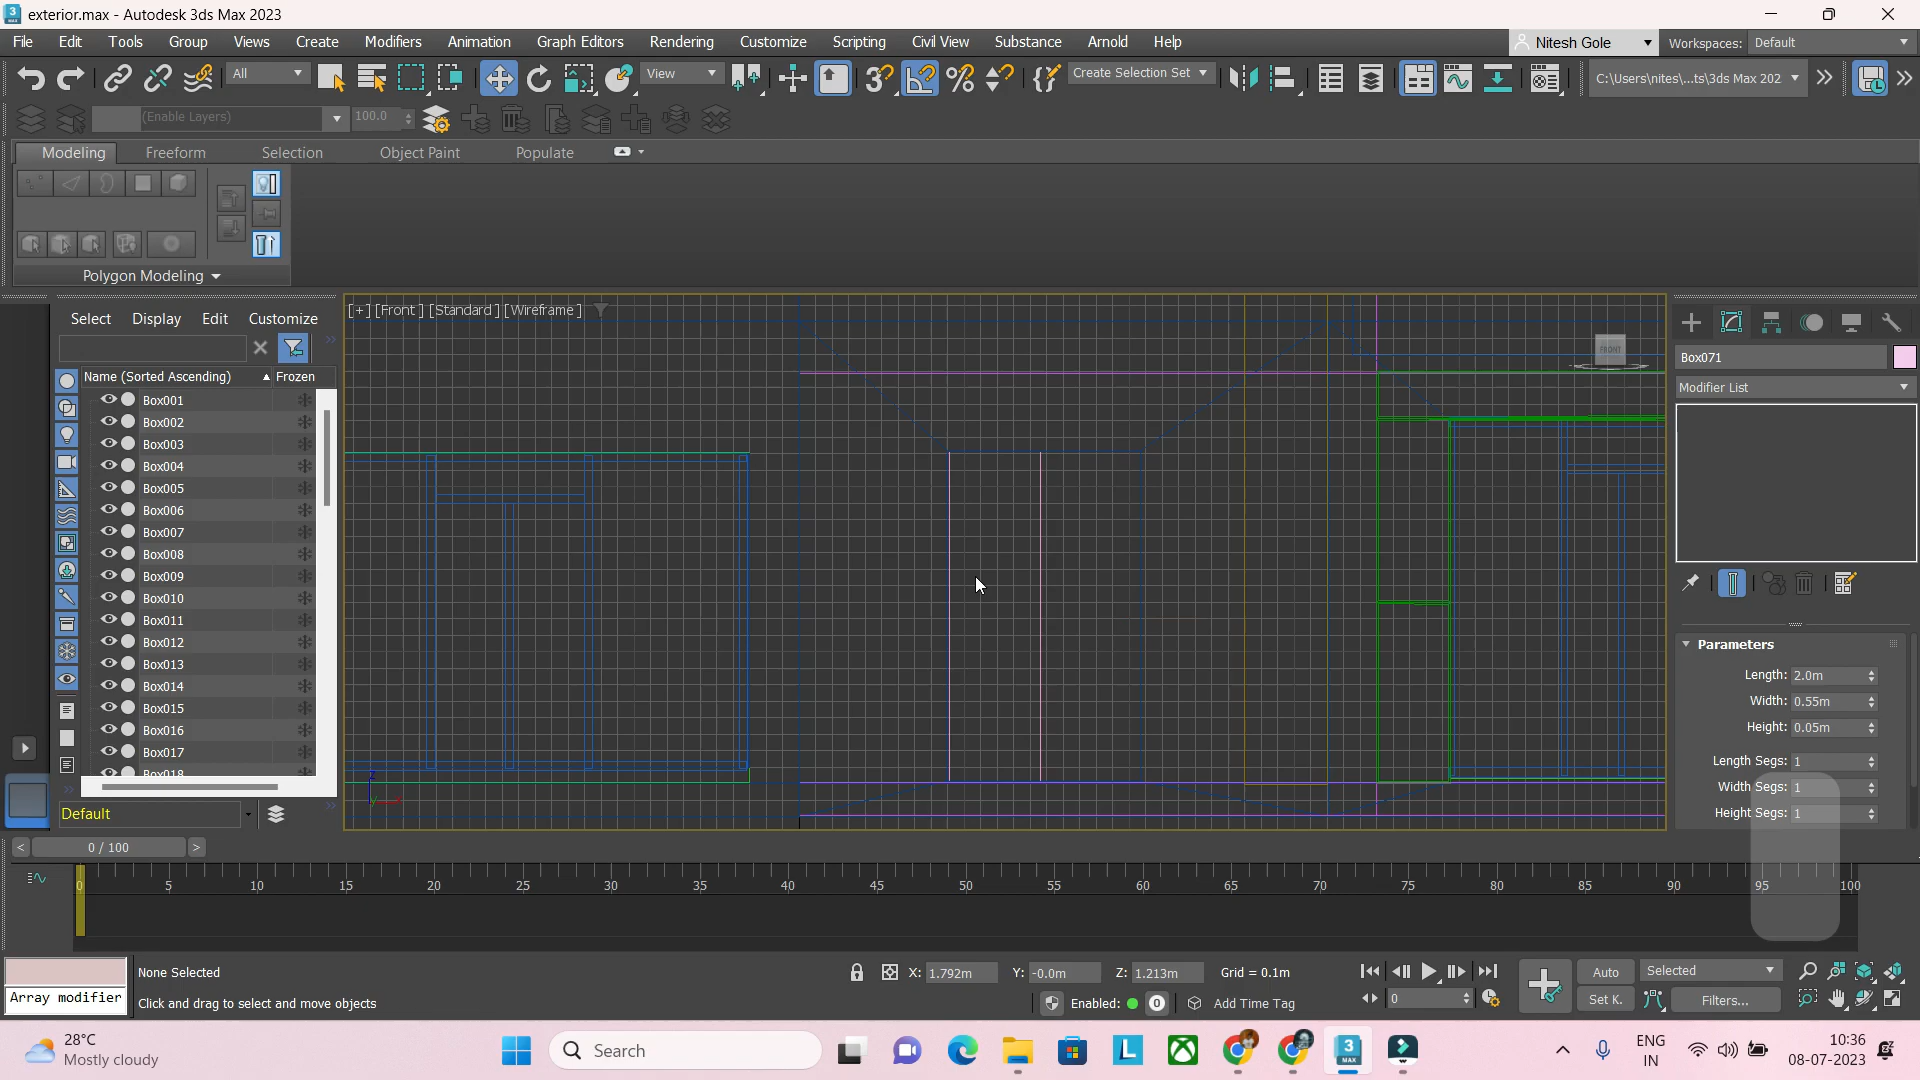 exterior.max - Autodesk 3ds Max 2023
File Edit Tools Group Views Create Modifiers Animation Graph Editors Rendering Customize Scripting Civil View Substance Arnold Help Nitesh Gole Workspaces: Default
All View Create Selection Set C:\Users\nites\...ts\3ds Max 202
(Enable Layers) 100.0
Modeling Freeform Selection Object Paint Populate
Polygon Modeling
Select Display Edit Customize
[+] [Front ] [Standard ] [Wireframe ]
FRONT
Name (Sorted Ascending) Frozen
Box001
Box002
Box003
Box004
Box005
Box006
Box007
Box008
Box009
Box010
Box011
Box012
Box013
Box014
Box015
Box016
Box017
Box018
Default
Box071
Modifier List
Parameters
Length: 2.0m
Width: 0.55m
Height: 0.05m
Length Segs: 1
Width Segs: 1
Height Segs: 1
z
< 0 / 100 >
0 5 10 15 20 25 30 35 40 45 50 55 60 65 70 75 80 85 90 95 100
None Selected
X: 1.792m Y: -0.0m Z: 1.213m Grid = 0.1m
Auto Selected
Array modifier
Click and drag to select and move objects
Enabled: 0 Add Time Tag
0
Set K. Filters...
28°C
Mostly cloudy
Search
ENG
IN
10:36
08-07-2023